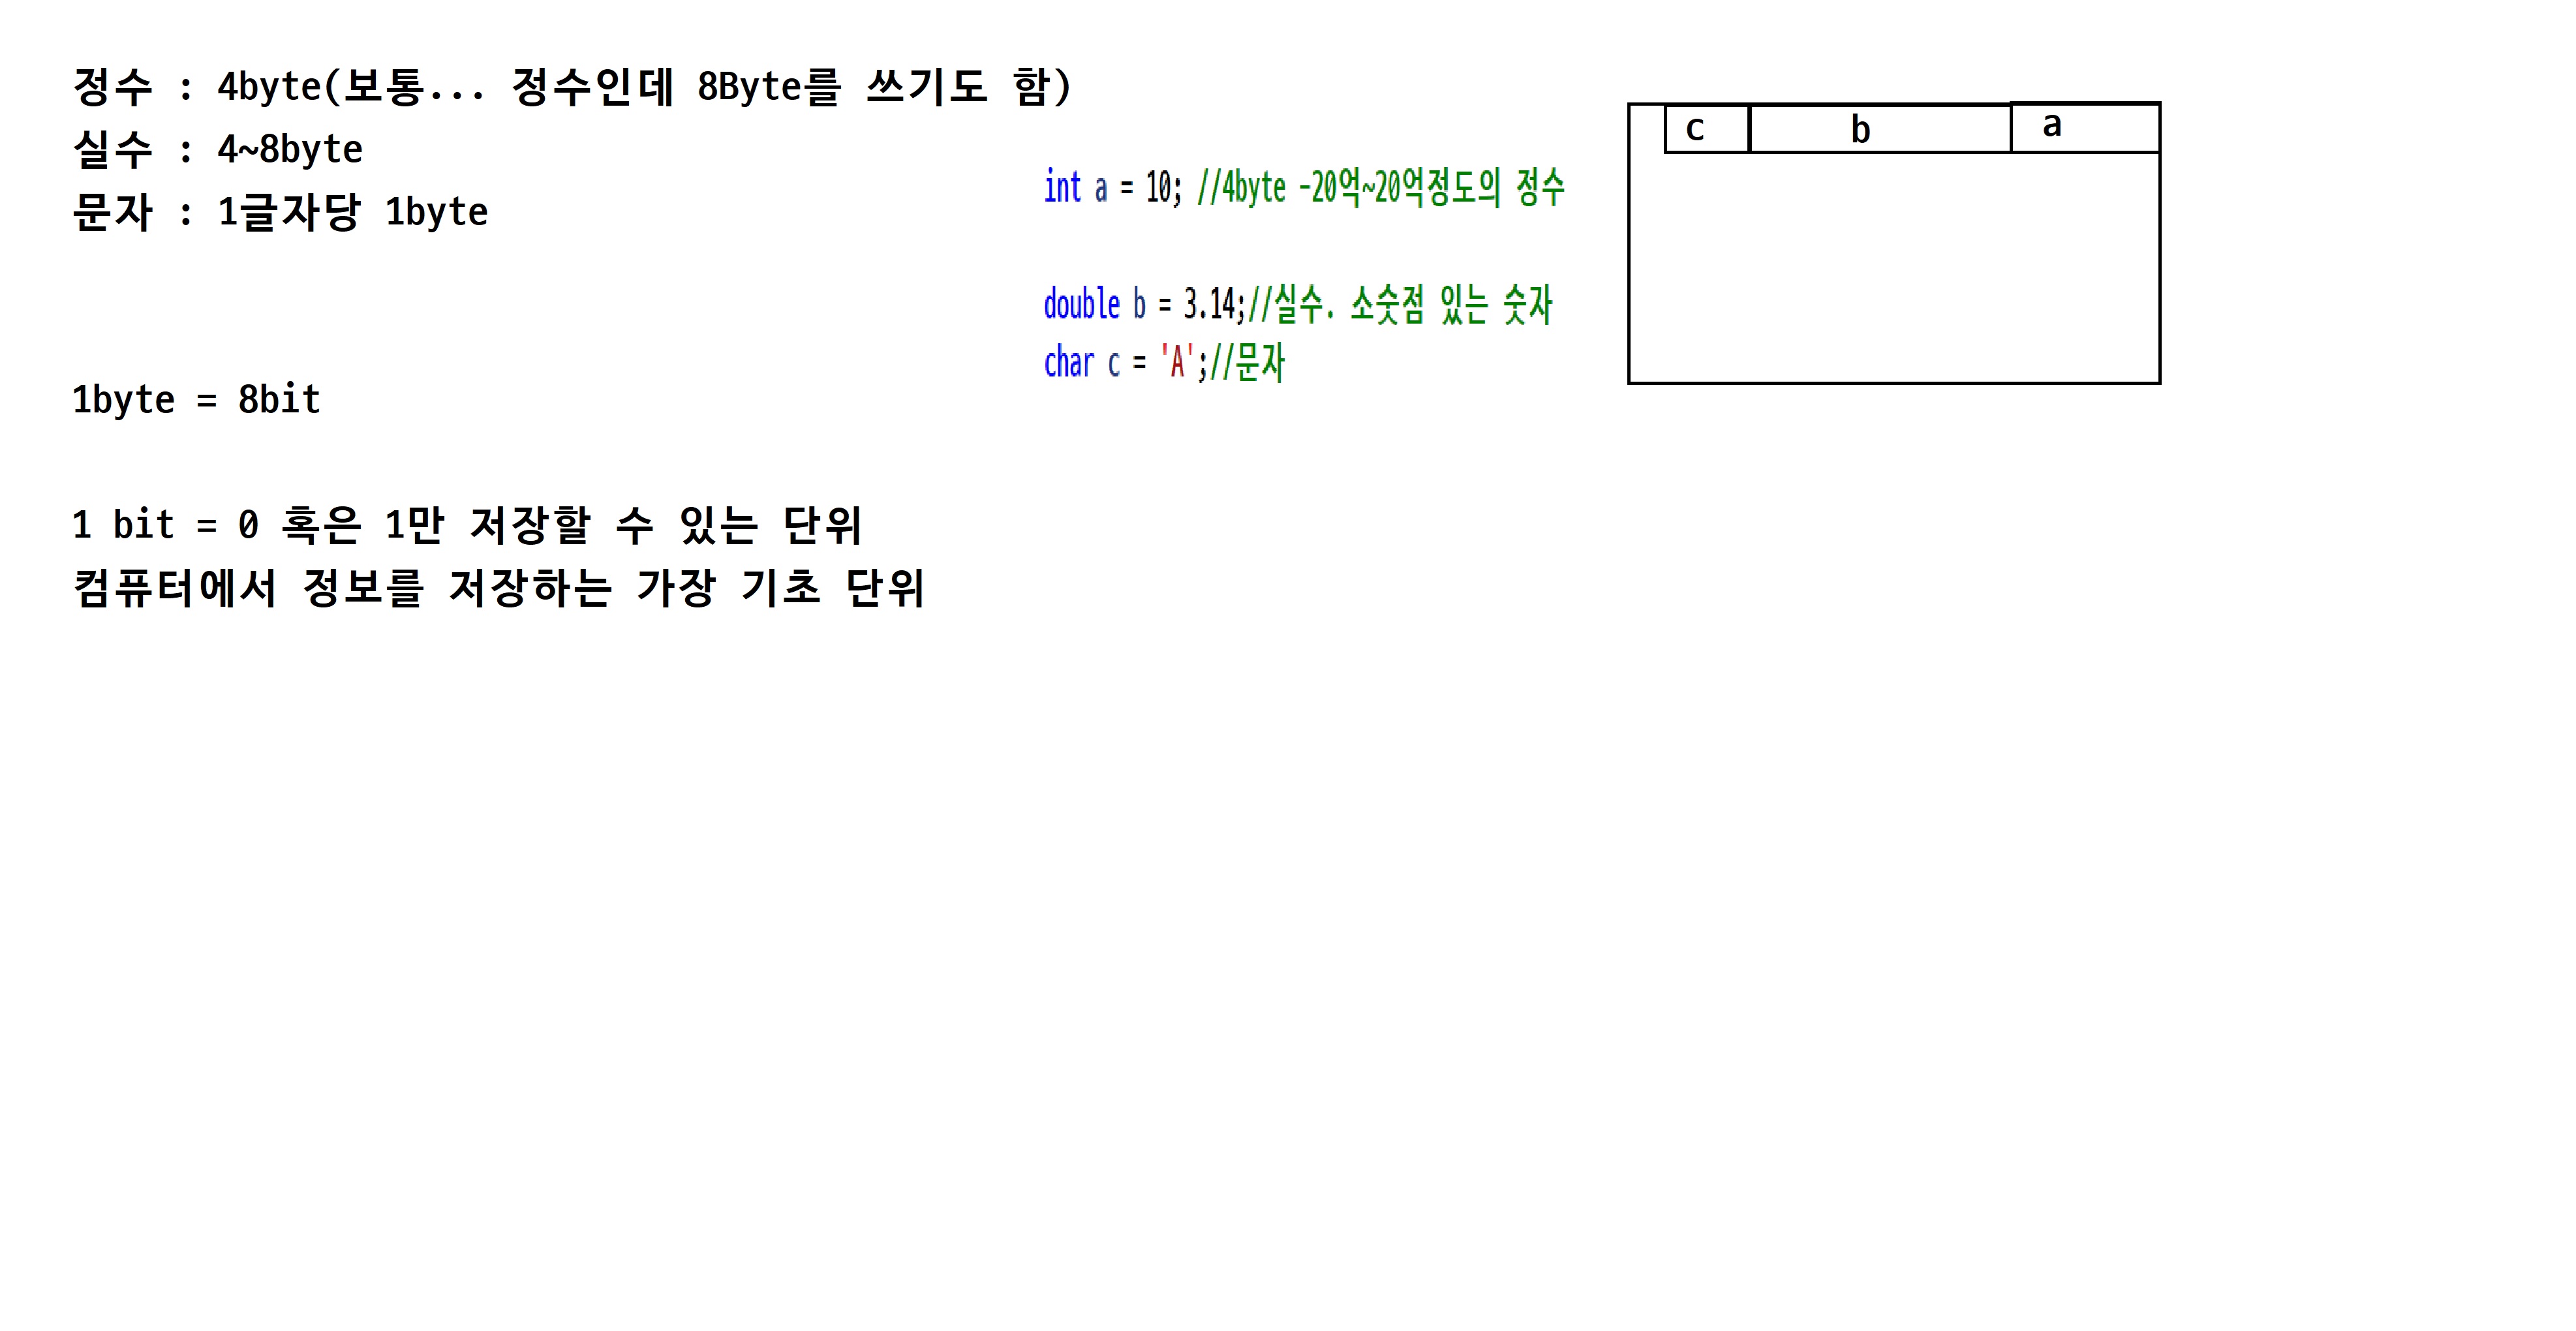 정수 : 4byte(보통... 정수인데 8Byte를 쓰기도 함)
실수 : 4~8byte
문자 : 1글자당 1byte
1byte = 8bit
1 bit = 0 혹은 1만 저장할 수 있는 단위
컴퓨터에서 정보를 저장하는 가장 기초 단위
int a = 10; //4byte -20억~20억정도의 정수
double b = 3.14;//실수. 소숫점 있는 숫자
char c = 'A';//문자
c b a